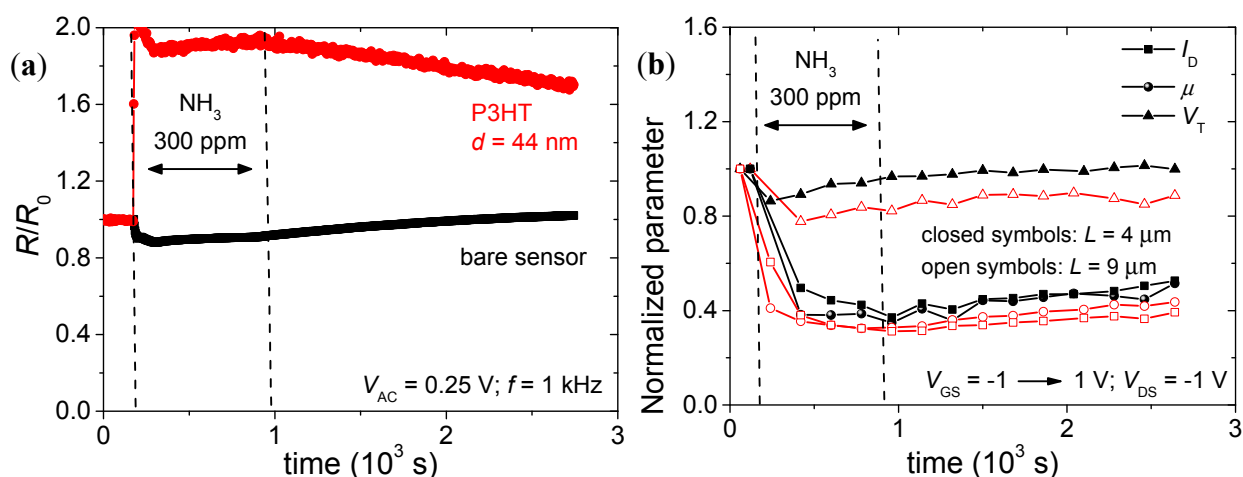 (a)
2.0
1.6
1.2
0.8
0.4
0.0
R/R0
NH3
300 ppm
P3HT
d = 44 nm
bare sensor
VAC = 0.25 V; f = 1 kHz
0 1 2 3
time (10^3 s)
(b)
1.6
1.2
0.8
0.4
0.0
Normalized parameter
NH3
300 ppm
ID
μ
VT
closed symbols: L = 4 μm
open symbols: L = 9 μm
VGS = -1 → 1 V; VDS = -1 V
0 1 2 3
time (10^3 s)